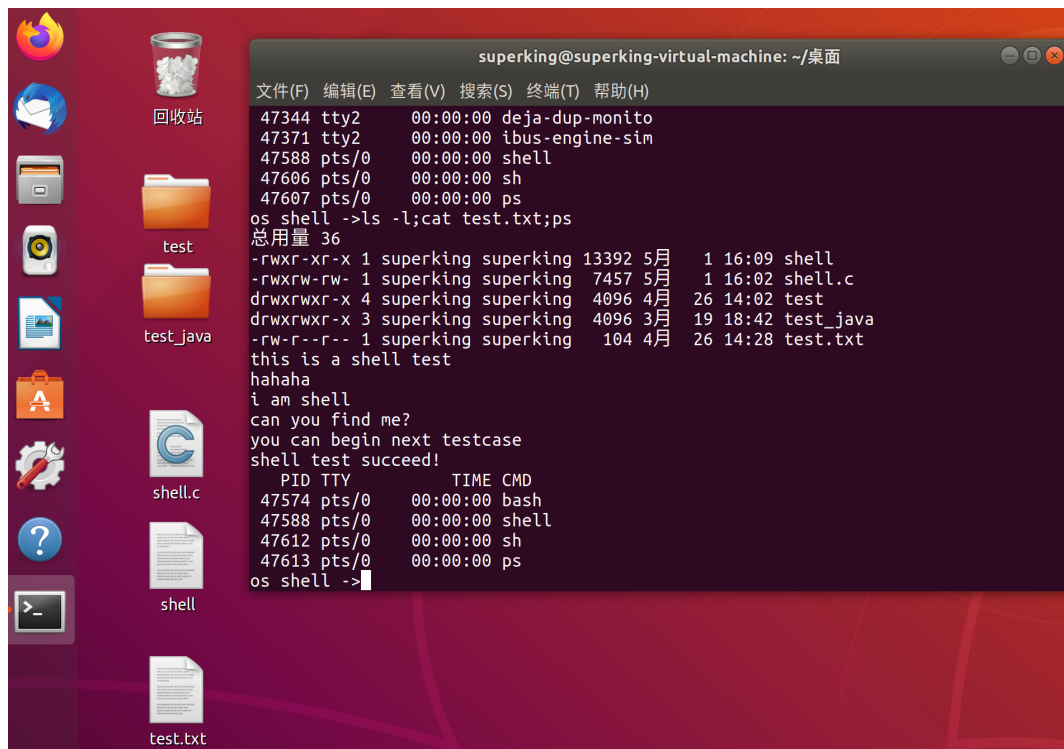 superking@superking-virtual-machine: ~/桌面
文件(F) 编辑(E) 查看(V) 搜索(S) 终端(T) 帮助(H)
47344 tty2 00:00:00 deja-dup-monito
47371 tty2 00:00:00 ibus-engine-sim
47588 pts/0 00:00:00 shell
47606 pts/0 00:00:00 sh
47607 pts/0 00:00:00 ps
os shell ->ls -l;cat test.txt;ps
总用量 36
-rwxr-xr-x 1 superking superking 13392 5月 1 16:09 shell
-rwxrw-rw- 1 superking superking 7457 5月 1 16:02 shell.c
drwxrwxr-x 4 superking superking 4096 4月 26 14:02 test
drwxrwxr-x 3 superking superking 4096 3月 19 18:42 test_java
-rw-r--r-- 1 superking superking 104 4月 26 14:28 test.txt
this is a shell test
hahaha
i am shell
can you find me?
you can begin next testcase
shell test succeed!
PID TTY TIME CMD
47574 pts/0 00:00:00 bash
47588 pts/0 00:00:00 shell
47612 pts/0 00:00:00 sh
47613 pts/0 00:00:00 ps
os shell ->
回收站
test
test_java
shell.c
shell
test.txt